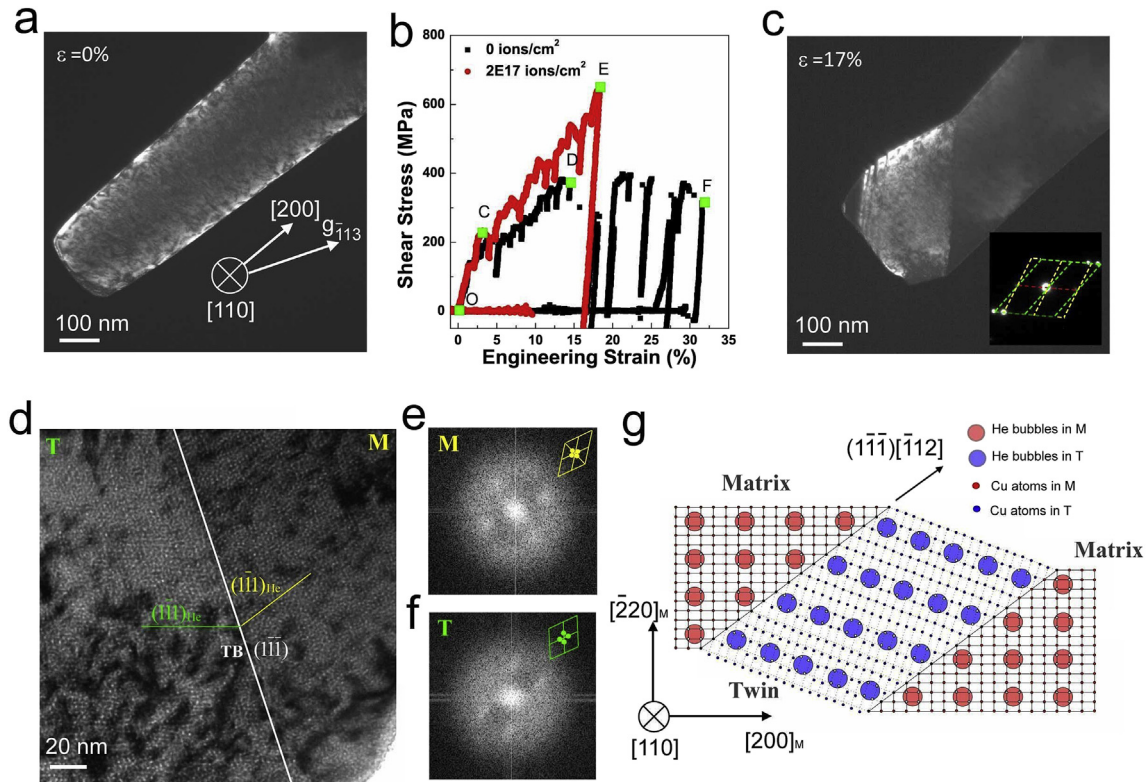 a
ε=0%
[200]
g_1̄13
[110]
100 nm
b
0 ions/cm²
2E17 ions/cm²
Shear Stress (MPa)
800
600
400
200
0
O
C
D
E
F
0 5 10 15 20 25 30 35
Engineering Strain (%)
c
ε=17%
100 nm
d
T
M
(11̄1)He
(111)He
TB
(11̄1̄)
20 nm
e
M
f
T
g
(11̄1̄)[1̄12]
He bubbles in M
He bubbles in T
Cu atoms in M
Cu atoms in T
Matrix
Matrix
[2̄20]M
Twin
[110]
[200]M